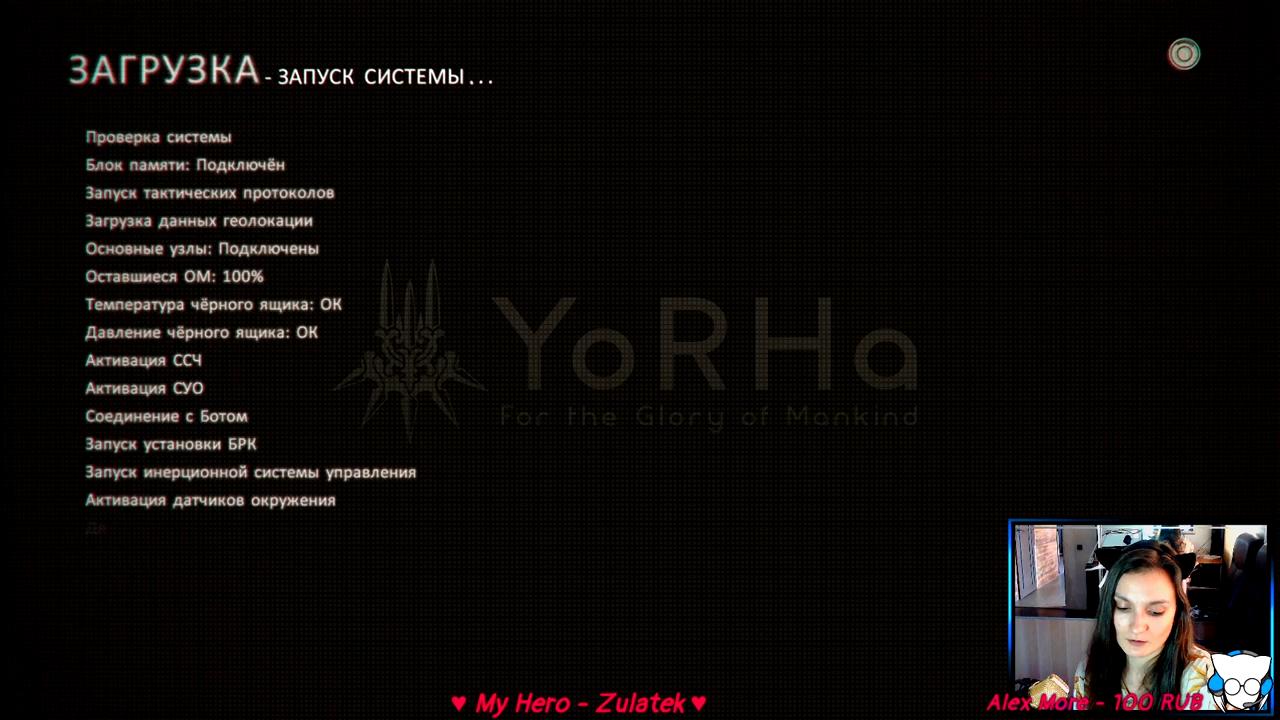 ЗАГРУЗКА - ЗАПУСК СИСТЕМЫ...
Проверка системы
Блок памяти: Подключён
Запуск тактических протоколов
Загрузка данных геолокации
Основные узлы: Подключены
Оставшиеся ОМ: 100%
Температура чёрного ящика: ОК
Давление чёрного ящика: ОК
Активация ССЧ
Активация СУО
Соединение с Ботом
Запуск установки БРК
Запуск инерционной системы управления
Активация датчиков окружения
YoRHa
For the Glory of Mankind
♥ My Hero - Zulatek ♥
Alex More - 100 RUB